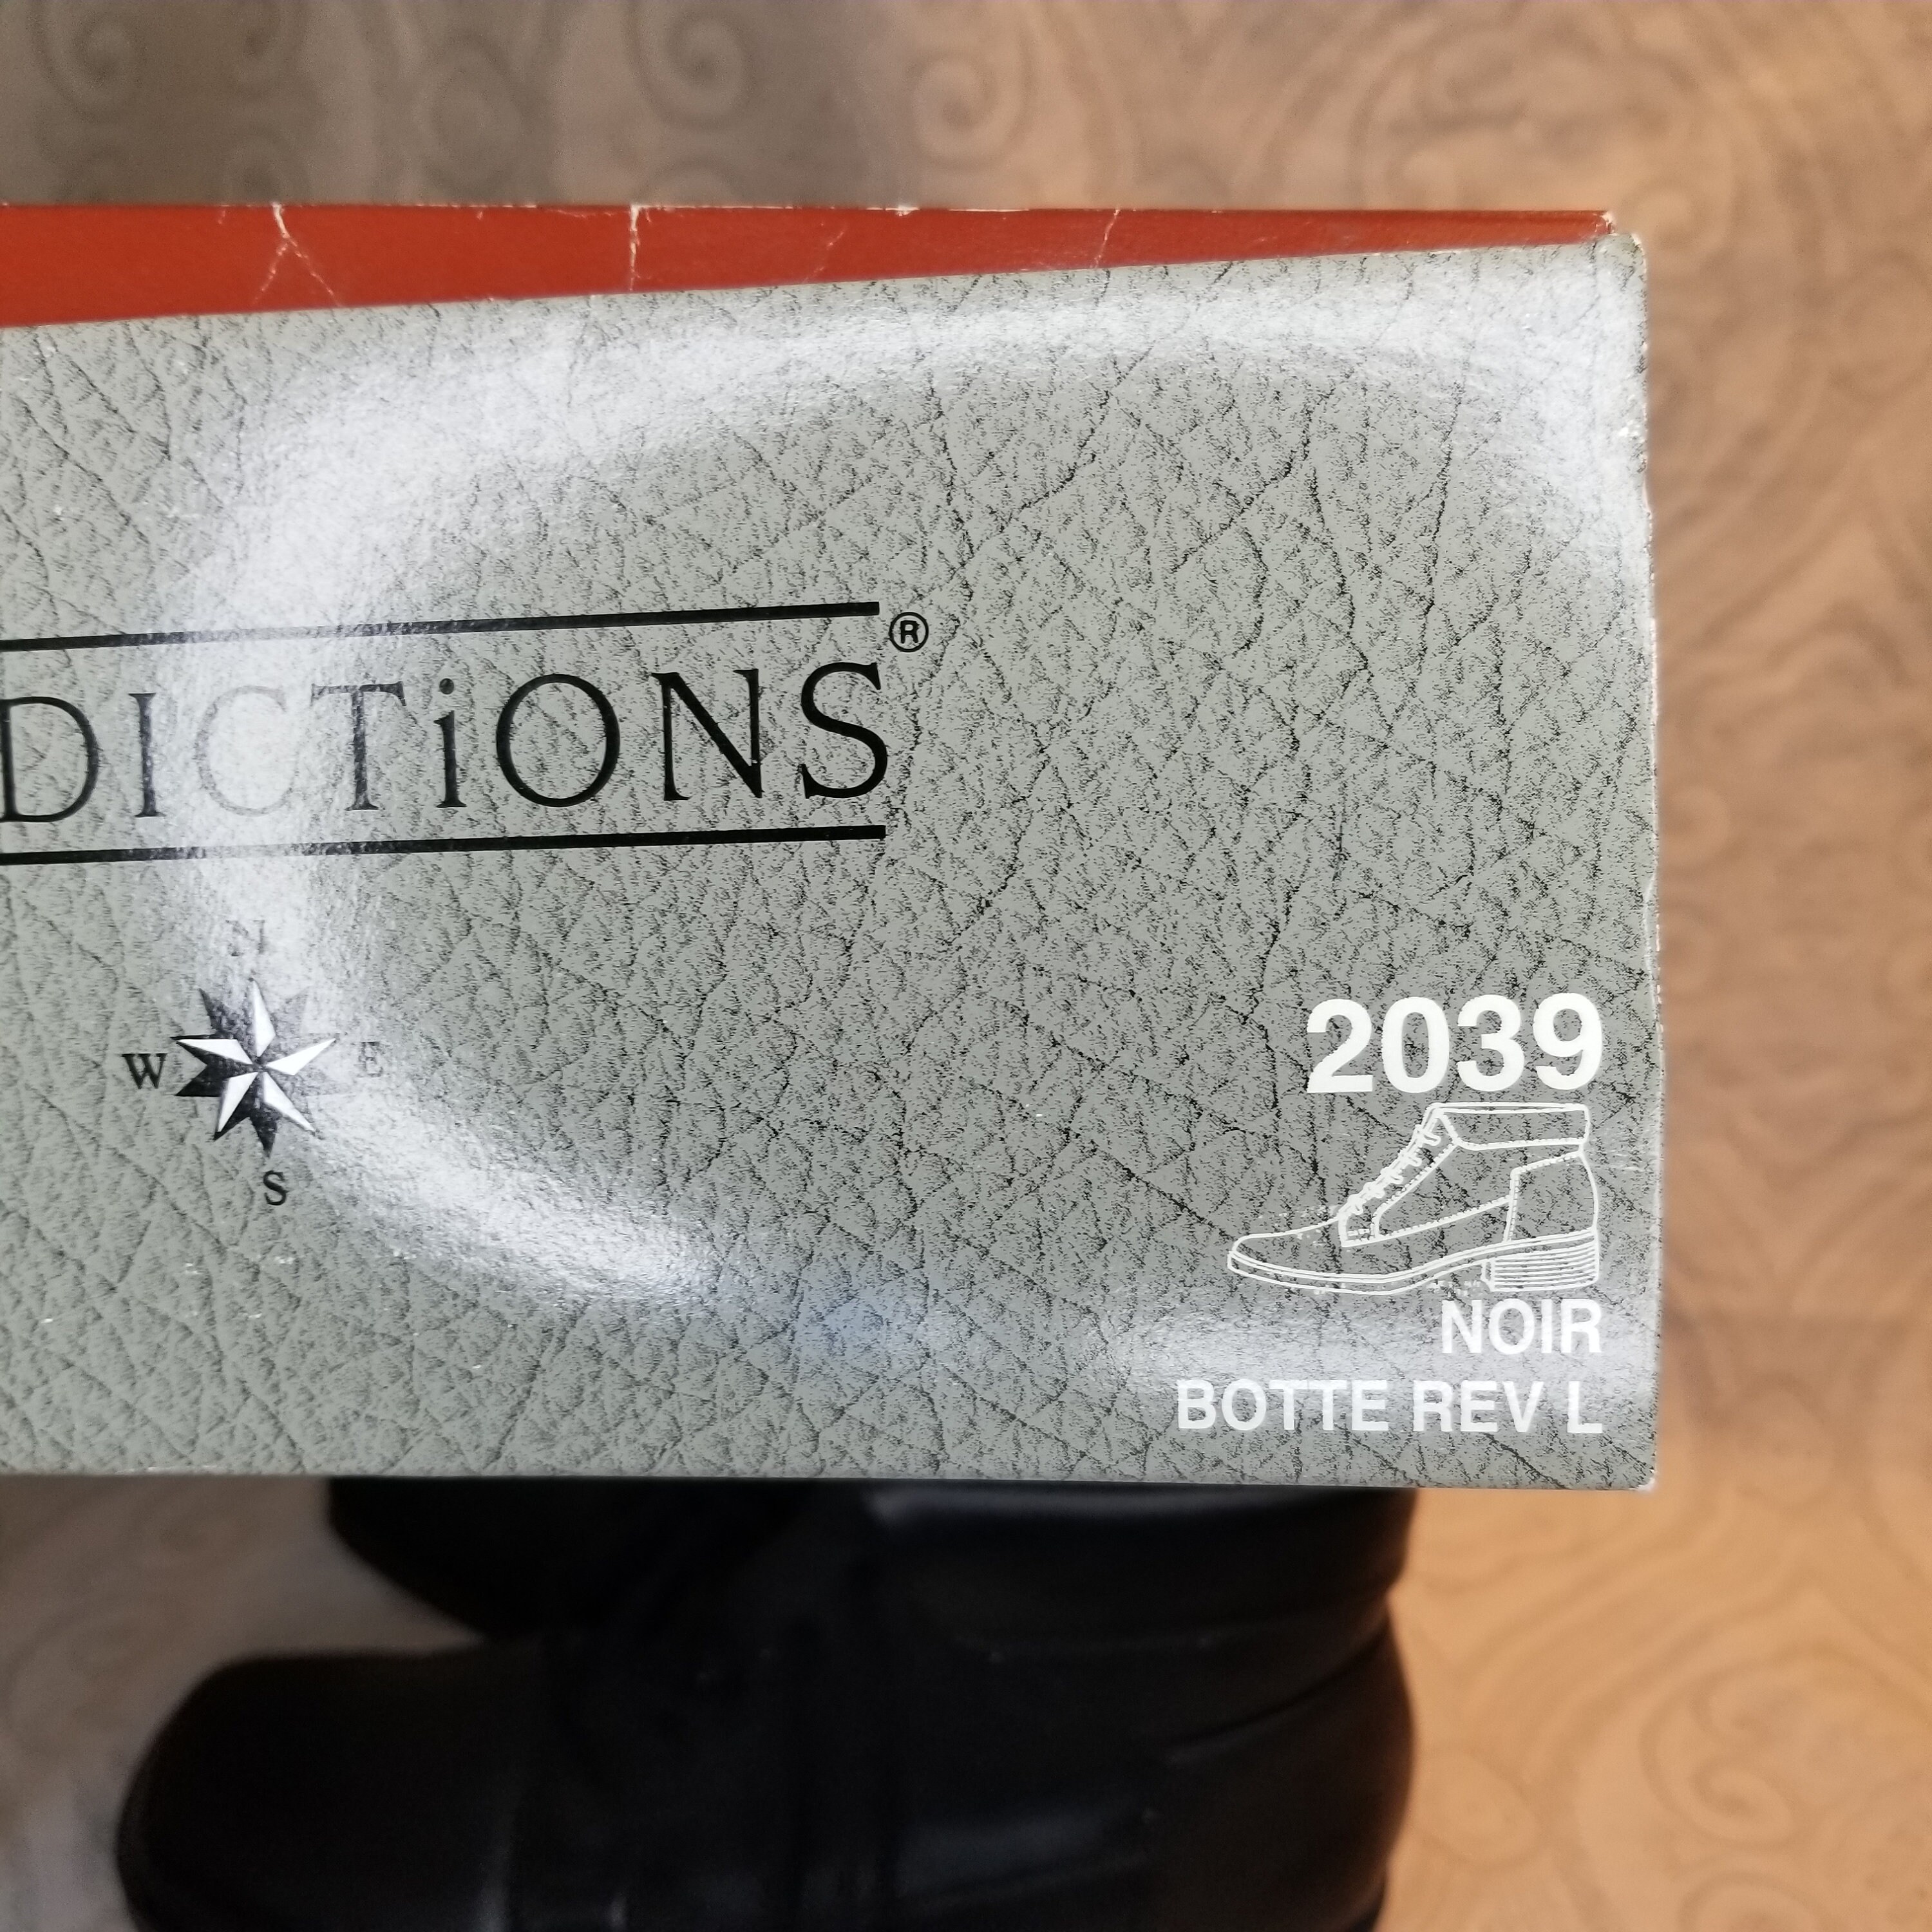 DICTiONS®
N
W E
S
2039
NOIR
BOTTE REV L